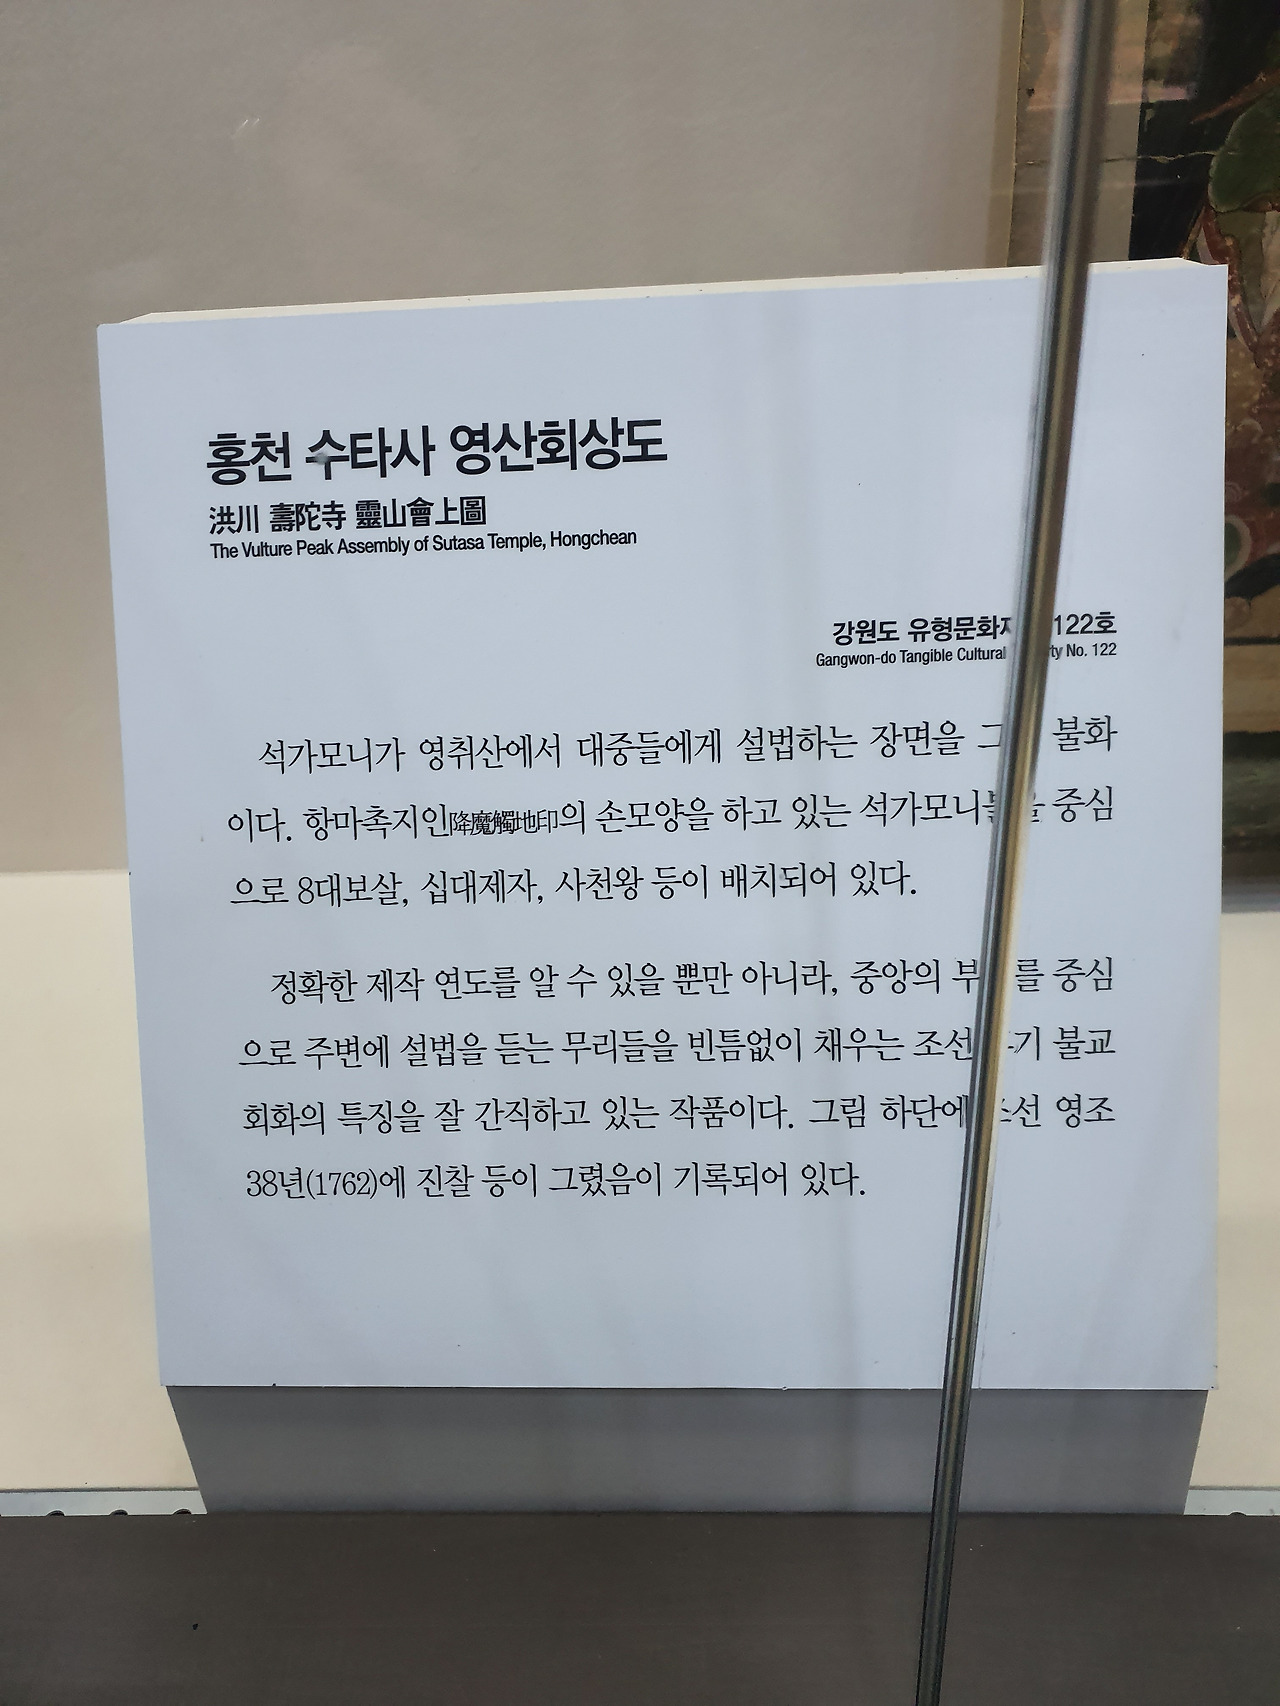 홍천 수타사 영산회상도
洪川 壽陀寺 靈山會上圖
The Vulture Peak Assembly of Sutasa Temple, Hongchean
강원도 유형문화 122호
Gangwon-do Tangible Cultural No. 122
석가모니가 영취산에서 대중들에게 설법하는 장면을 불화
이다. 항마촉지인降魔觸地印의 손모양을 하고 있는 석가모니불을 중심
으로 8대보살, 십대제자, 사천왕 등이 배치되어 있다.
정확한 제작 연도를 알 수 있을 뿐만 아니라, 중앙의 를 중심
으로 주변에 설법을 듣는 무리들을 빈틈없이 채우는 조선 불교
회화의 특징을 잘 간직하고 있는 작품이다. 그림 하단에 조선 영조
38년(1762)에 진찰 등이 그렸음이 기록되어 있다.